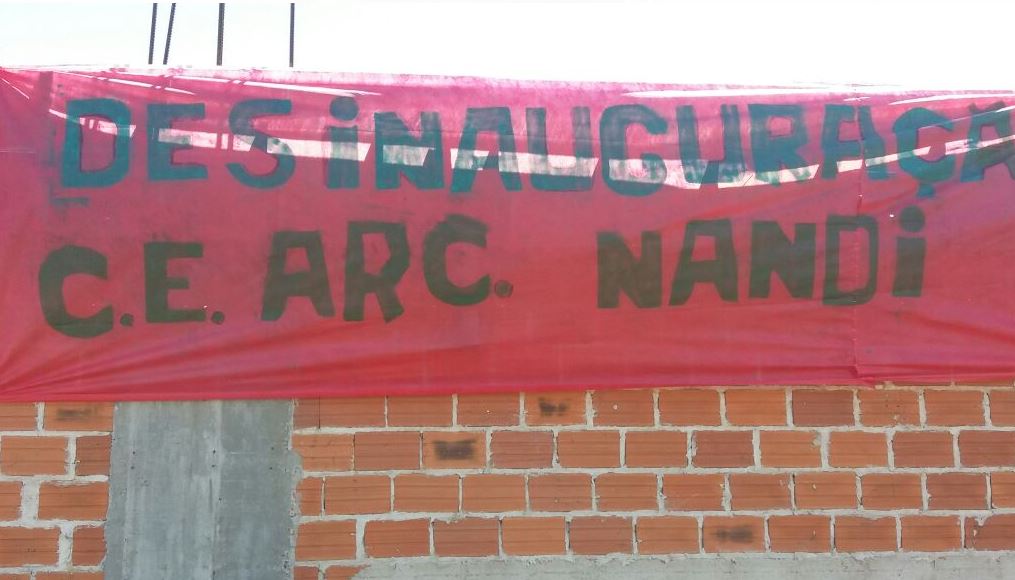 DESiNAUGURAÇA
C.E. ARC. NANDi